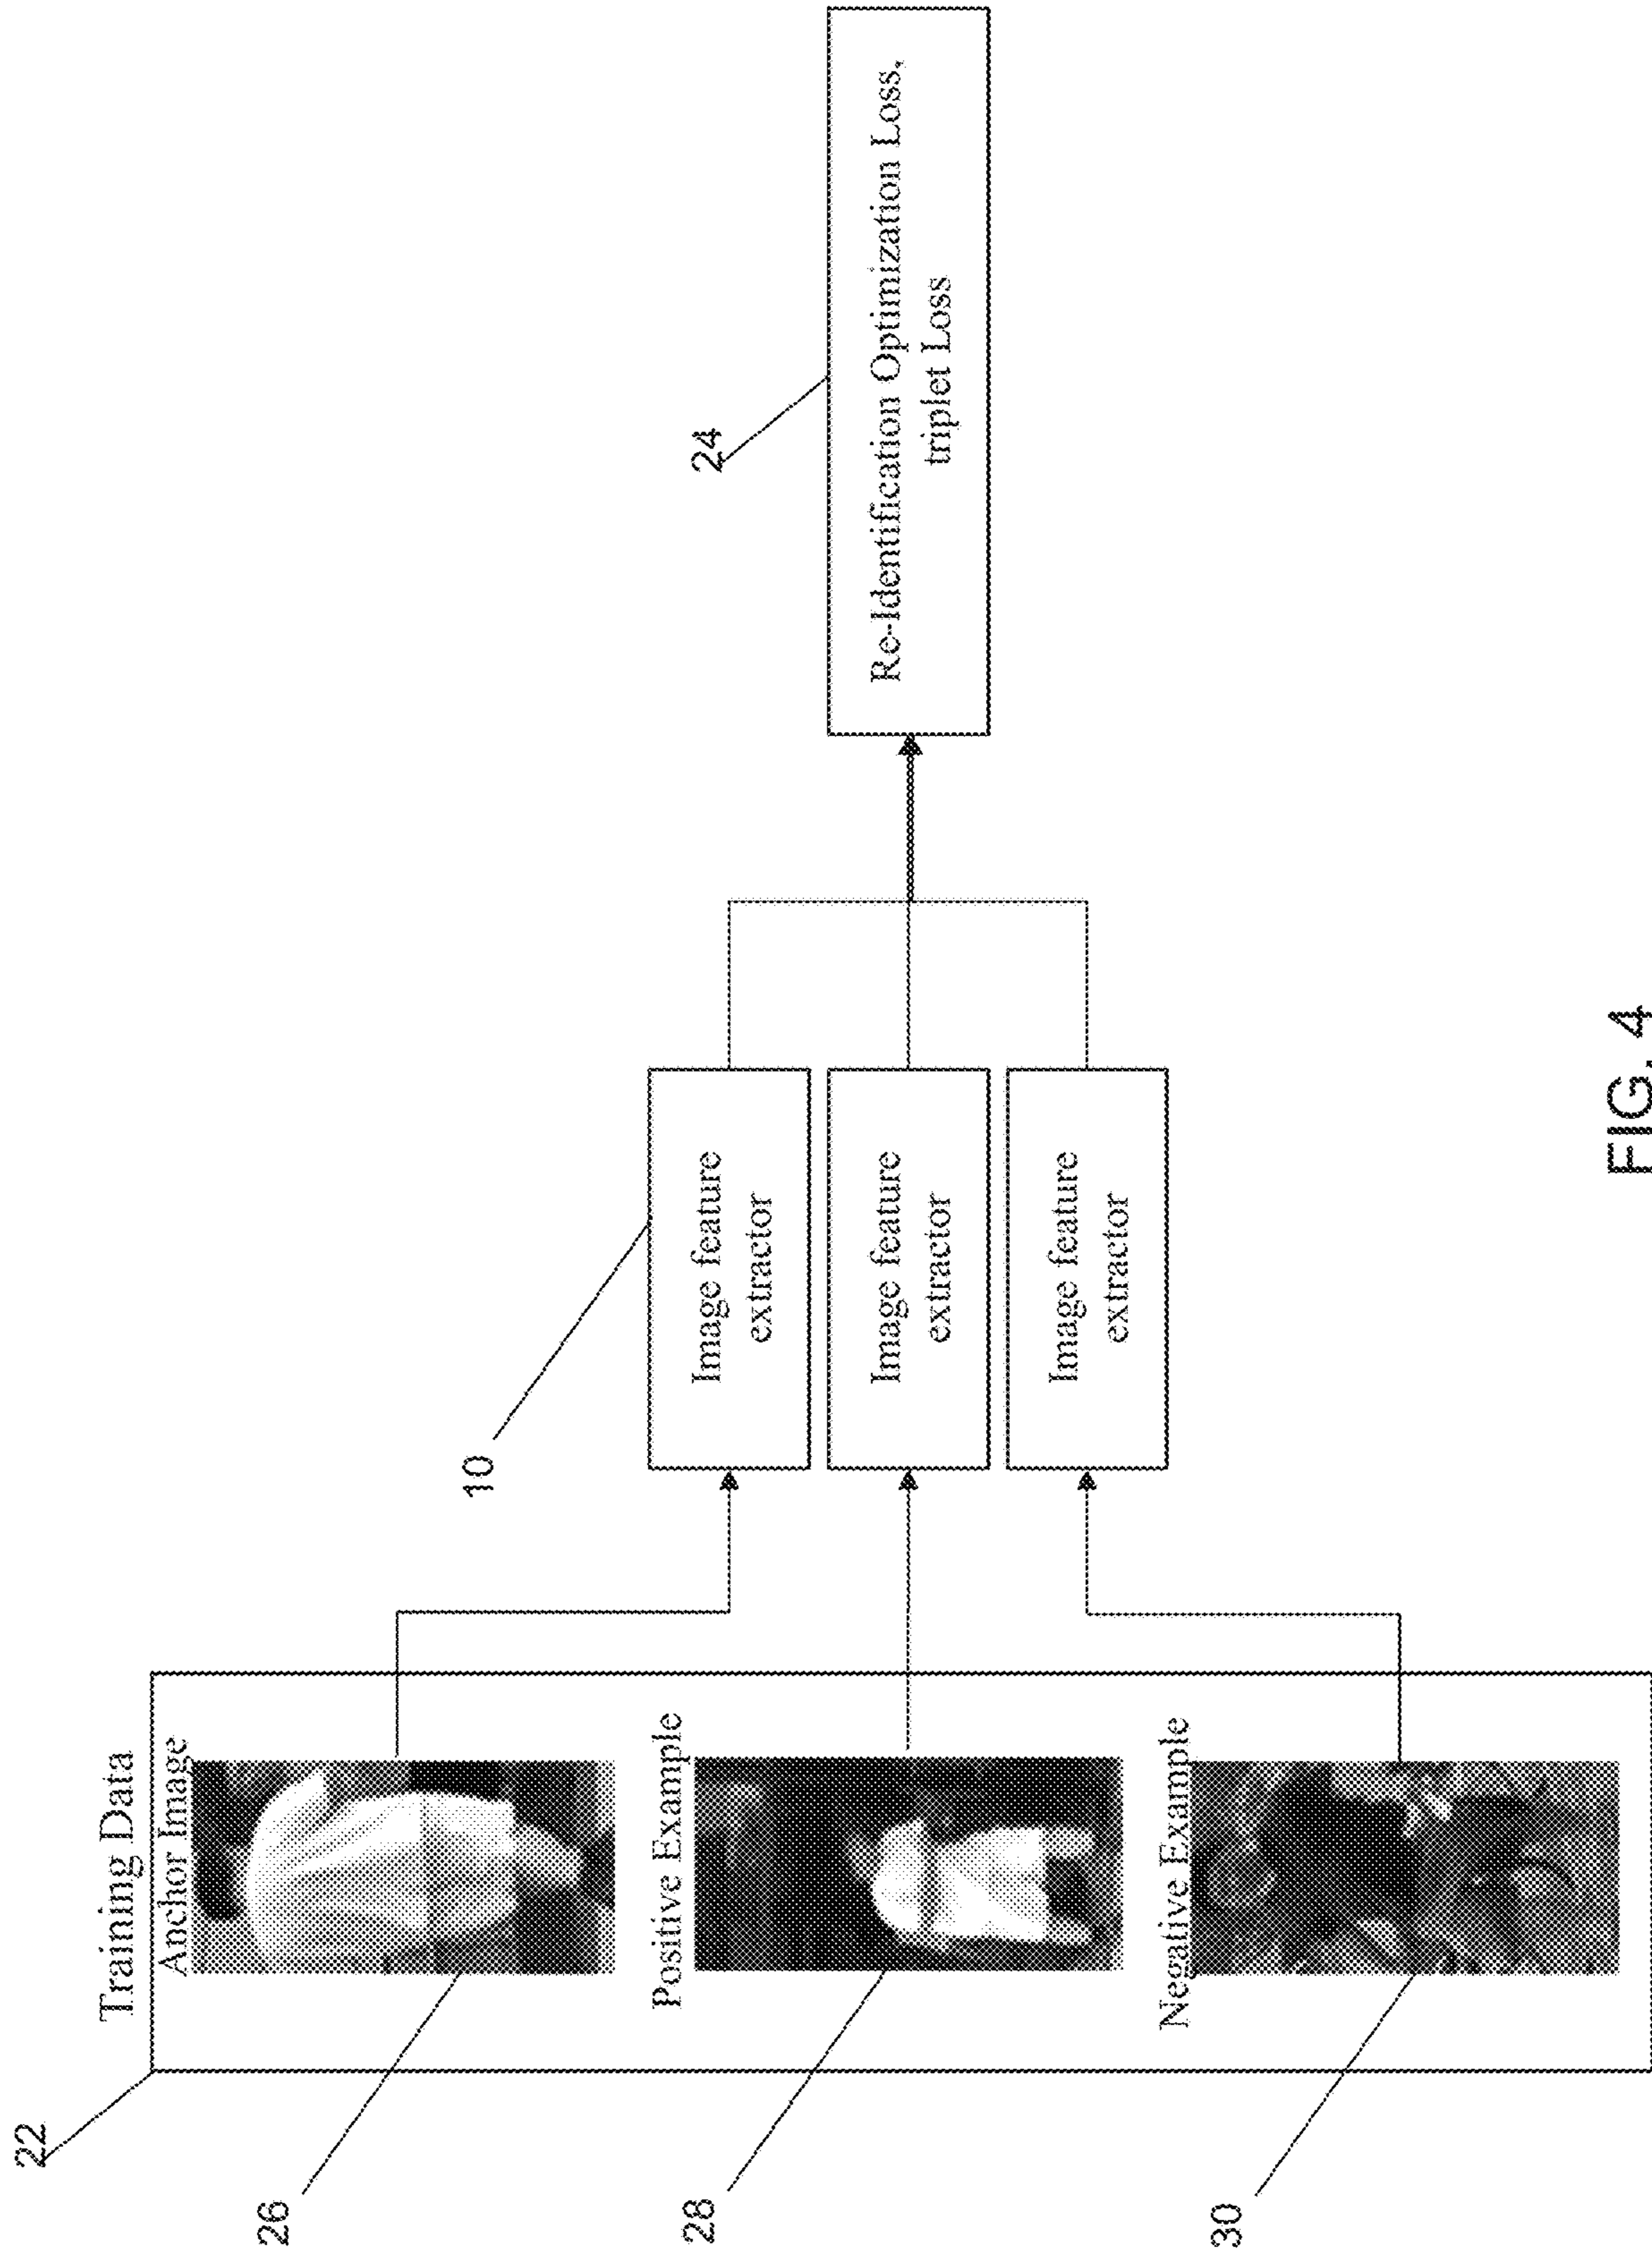 22
Training Data
Anchor Image
26
Positive Example
28
Negative Example
30
10
Image feature
extractor
Image feature
extractor
Image feature
extractor
24
Re-Identification Optimization Loss,
triplet Loss
FIG. 4